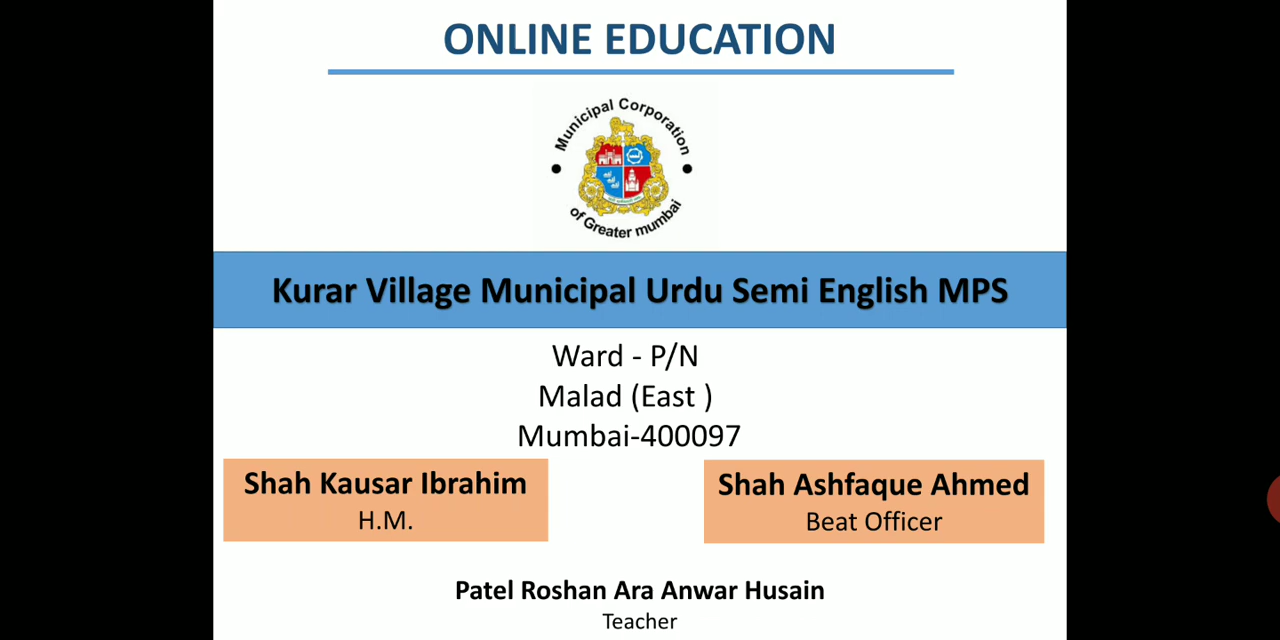 ONLINE EDUCATION
Municipal Corporation
of Greater mumbai
Kurar Village Municipal Urdu Semi English MPS
Ward - P/N
Malad (East )
Mumbai-400097
Shah Kausar Ibrahim
H.M.
Shah Ashfaque Ahmed
Beat Officer
Patel Roshan Ara Anwar Husain
Teacher